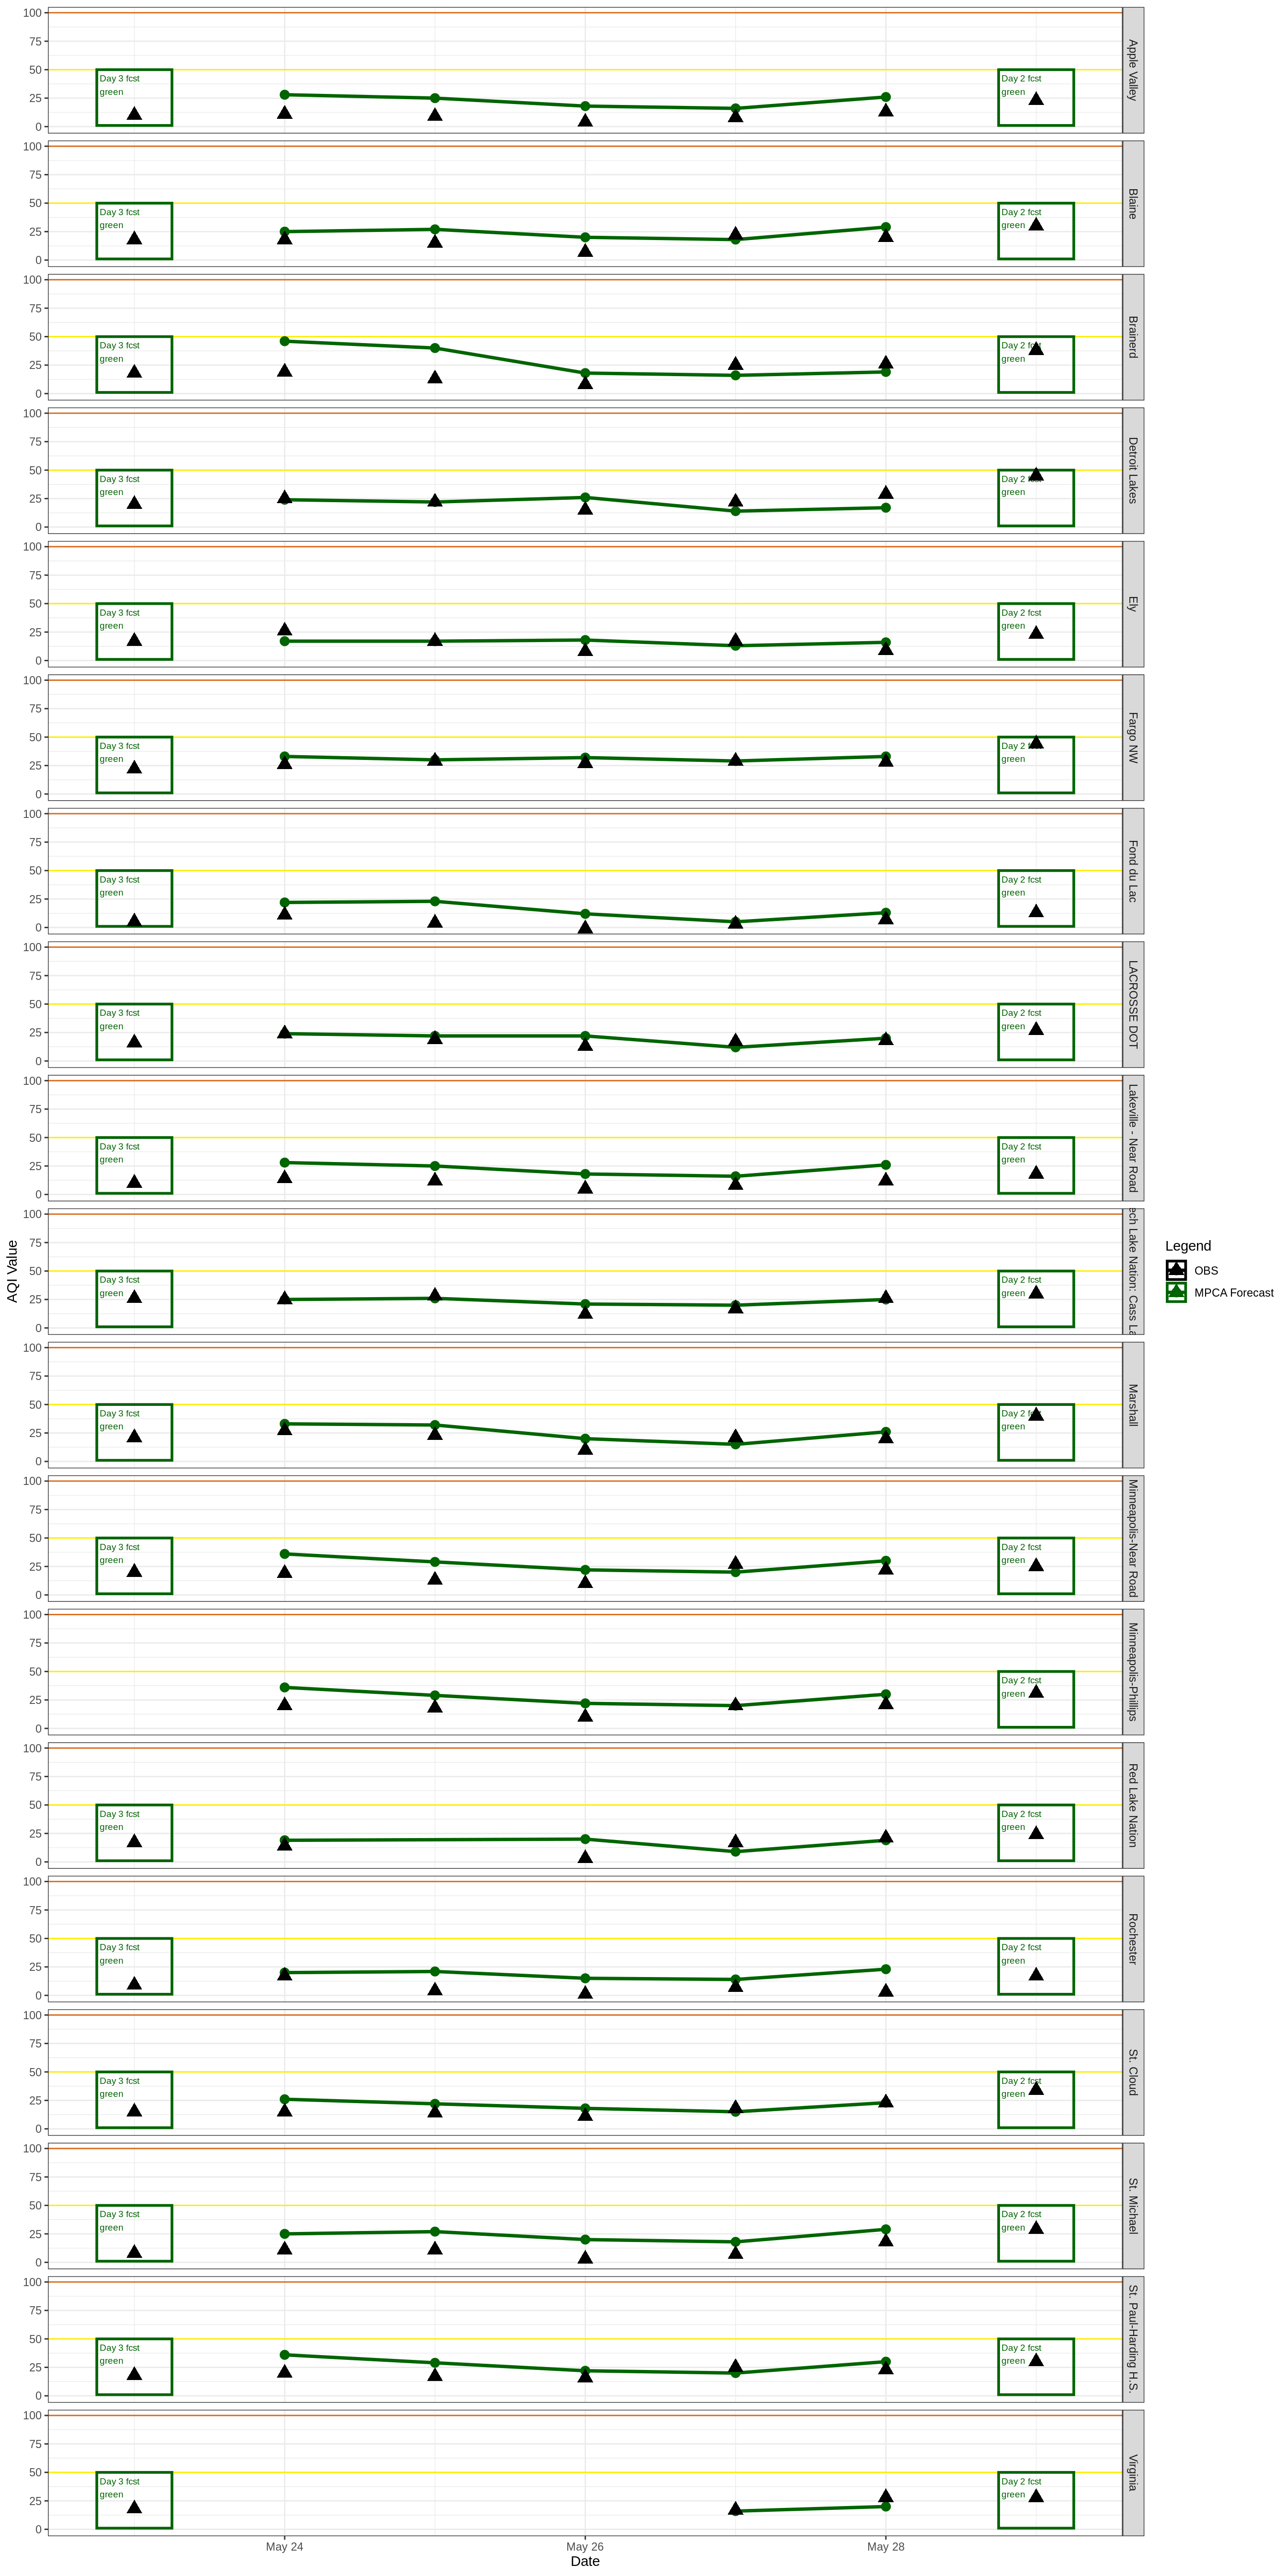 100
75
50
25
0
Day 3 fcst
green
Day 2 fcst
green
Apple Valley
100
75
50
25
0
Day 3 fcst
green
Day 2 fcst
green
Blaine
100
75
50
25
0
Day 3 fcst
green
Day 2 fcst
green
Brainerd
100
75
50
25
0
Day 3 fcst
green
Day 2 fcst
green
Detroit Lakes
100
75
50
25
0
Day 3 fcst
green
Day 2 fcst
green
Ely
100
75
50
25
0
Day 3 fcst
green
Day 2
green
Fargo NW
100
75
50
25
0
Day 3 fcst
green
Day 2 fcst
green
Fond du Lac
100
75
50
25
0
Day 3 fcst
green
Day 2 fcst
green
LACROSSE DOT
100
75
50
25
0
Day 3 fcst
green
Day 2 fcst
green
Lakeville - Near Road
AQI Value
100
75
50
25
0
Day 3 fcst
green
Day 2 fcst
green
ech Lake Nation: Cass La
Legend
OBS
MPCA Forecast
100
75
50
25
0
Day 3 fcst
green
Day 2 fcst
green
Marshall
100
75
50
25
0
Day 3 fcst
green
Day 2 fcst
green
Minneapolis-Near Road
100
75
50
25
0
Day 2 fcst
green
Minneapolis-Phillips
100
75
50
25
0
Day 3 fcst
green
Day 2 fcst
green
Red Lake Nation
100
75
50
25
0
Day 3 fcst
green
Day 2 fcst
green
Rochester
100
75
50
25
0
Day 3 fcst
green
Day 2 fcst
green
St. Cloud
100
75
50
25
0
Day 3 fcst
green
Day 2 fcst
green
St. Michael
100
75
50
25
0
Day 3 fcst
green
Day 2 fcst
green
St. Paul-Harding H.S.
100
75
50
25
0
Day 3 fcst
green
Day 2 fcst
green
Virginia
May 24
May 26
May 28
Date